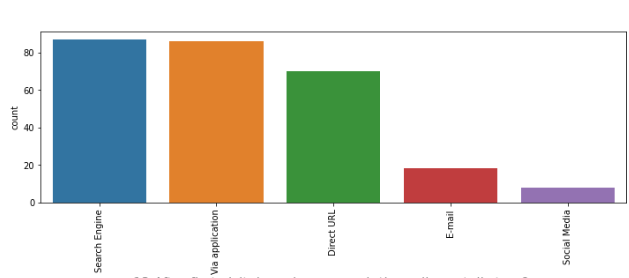 80
60
40
20
0
count
Search Engine
Via application
Direct URL
E-mail
Social Media